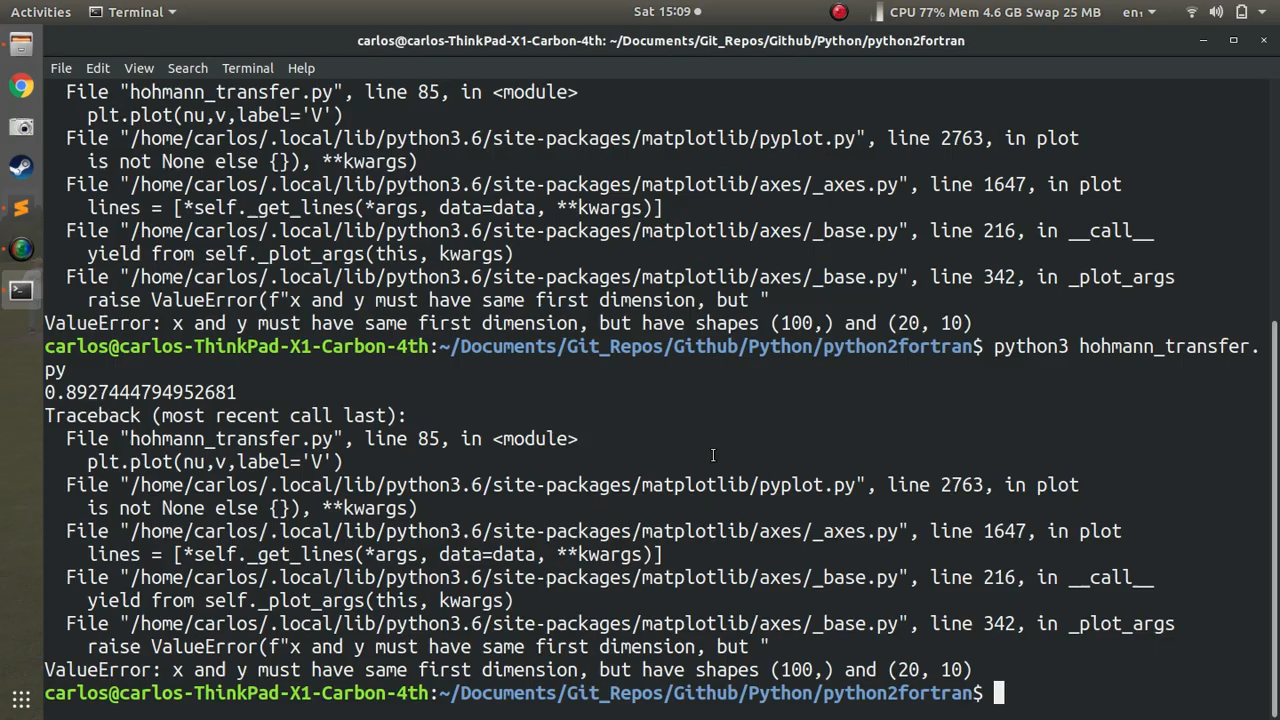 Activities Terminal Sat 15:09 CPU 77% Mem 4.6 GB Swap 25 MB en₁
carlos@carlos-ThinkPad-X1-Carbon-4th: ~/Documents/Git_Repos/Github/Python/python2fortran
File Edit View Search Terminal Help
File "hohmann_transfer.py", line 85, in <module>
plt.plot(nu,v,label='V')
File "/home/carlos/.local/lib/python3.6/site-packages/matplotlib/pyplot.py", line 2763, in plot
is not None else {}), **kwargs)
File "/home/carlos/.local/lib/python3.6/site-packages/matplotlib/axes/_axes.py", line 1647, in plot
lines = [*self._get_lines(*args, data=data, **kwargs)]
File "/home/carlos/.local/lib/python3.6/site-packages/matplotlib/axes/_base.py", line 216, in __call__
yield from self._plot_args(this, kwargs)
File "/home/carlos/.local/lib/python3.6/site-packages/matplotlib/axes/_base.py", line 342, in _plot_args
raise ValueError(f"x and y must have same first dimension, but "
ValueError: x and y must have same first dimension, but have shapes (100,) and (20, 10)
carlos@carlos-ThinkPad-X1-Carbon-4th:~/Documents/Git_Repos/Github/Python/python2fortran$ python3 hohmann_transfer.
py
0.8927444794952681
Traceback (most recent call last):
File "hohmann_transfer.py", line 85, in <module>
plt.plot(nu,v,label='V')
File "/home/carlos/.local/lib/python3.6/site-packages/matplotlib/pyplot.py", line 2763, in plot
is not None else {}), **kwargs)
File "/home/carlos/.local/lib/python3.6/site-packages/matplotlib/axes/_axes.py", line 1647, in plot
lines = [*self._get_lines(*args, data=data, **kwargs)]
File "/home/carlos/.local/lib/python3.6/site-packages/matplotlib/axes/_base.py", line 216, in __call__
yield from self._plot_args(this, kwargs)
File "/home/carlos/.local/lib/python3.6/site-packages/matplotlib/axes/_base.py", line 342, in _plot_args
raise ValueError(f"x and y must have same first dimension, but "
ValueError: x and y must have same first dimension, but have shapes (100,) and (20, 10)
carlos@carlos-ThinkPad-X1-Carbon-4th:~/Documents/Git_Repos/Github/Python/python2fortran$